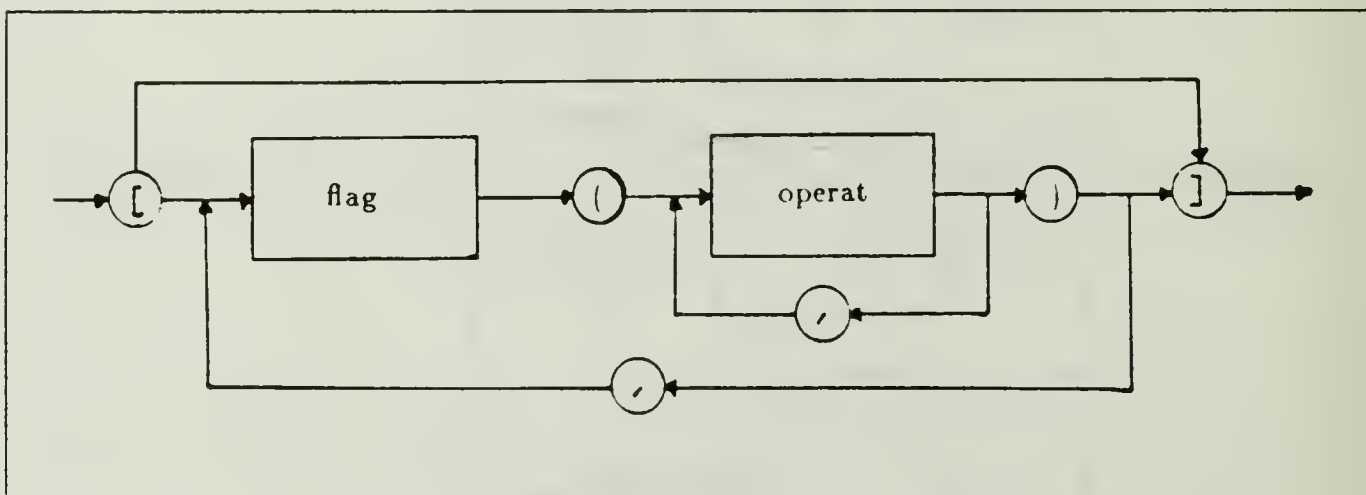 [ flag ( operat ) ]
,
,